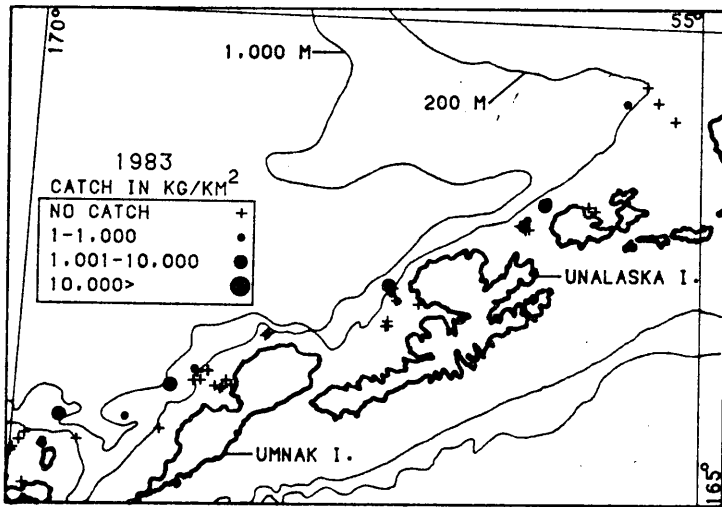 170°
55°
1.000 M
200 M
1983
CATCH IN KG/KM²
NO CATCH +
1-1.000
1.001-10.000
10.000>
UNALASKA I.
UMNAK I.
165°